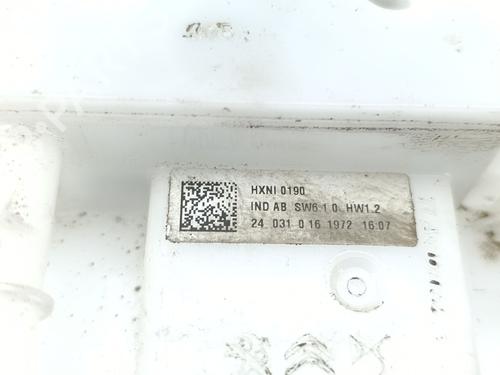 HXNI 0190
IND AB SW6.1.0. HW1.2
24 031 0 16 1972 16:07